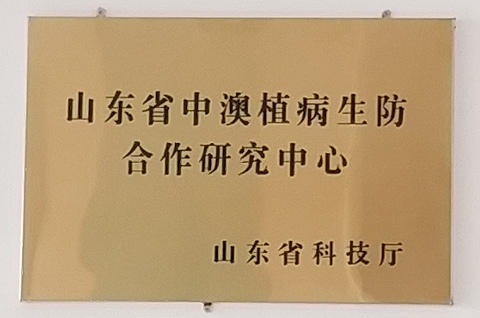 山东省中澳植病生防
合作研究中心
山东省科技厅